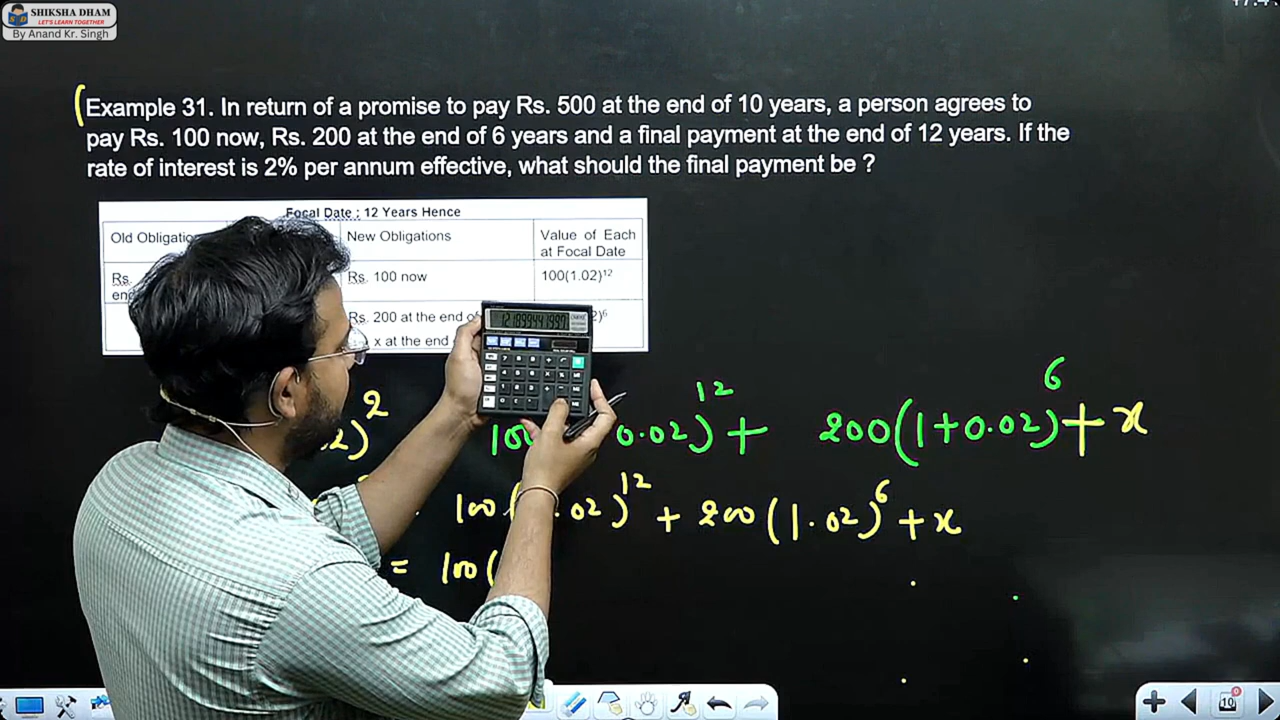 SHIKSHA DHAM
LET'S LEARN TOGETHER
By Anand Kr. Singh
Example 31. In return of a promise to pay Rs. 500 at the end of 10 years, a person agrees to
pay Rs. 100 now, Rs. 200 at the end of 6 years and a final payment at the end of 12 years. If the
rate of interest is 2% per annum effective, what should the final payment be ?
Focal Date : 12 Years Hence
Old New Obligations Value of Each
at Focal Date
Rs. Rs. 100 now 100(1.02)¹²
Rs. 200 at the end
x at the end
0.02)¹² + 200(1+0.02)⁶ + x
)²
100 02)¹² + 200(1.02)⁶ + x
= 100(
10